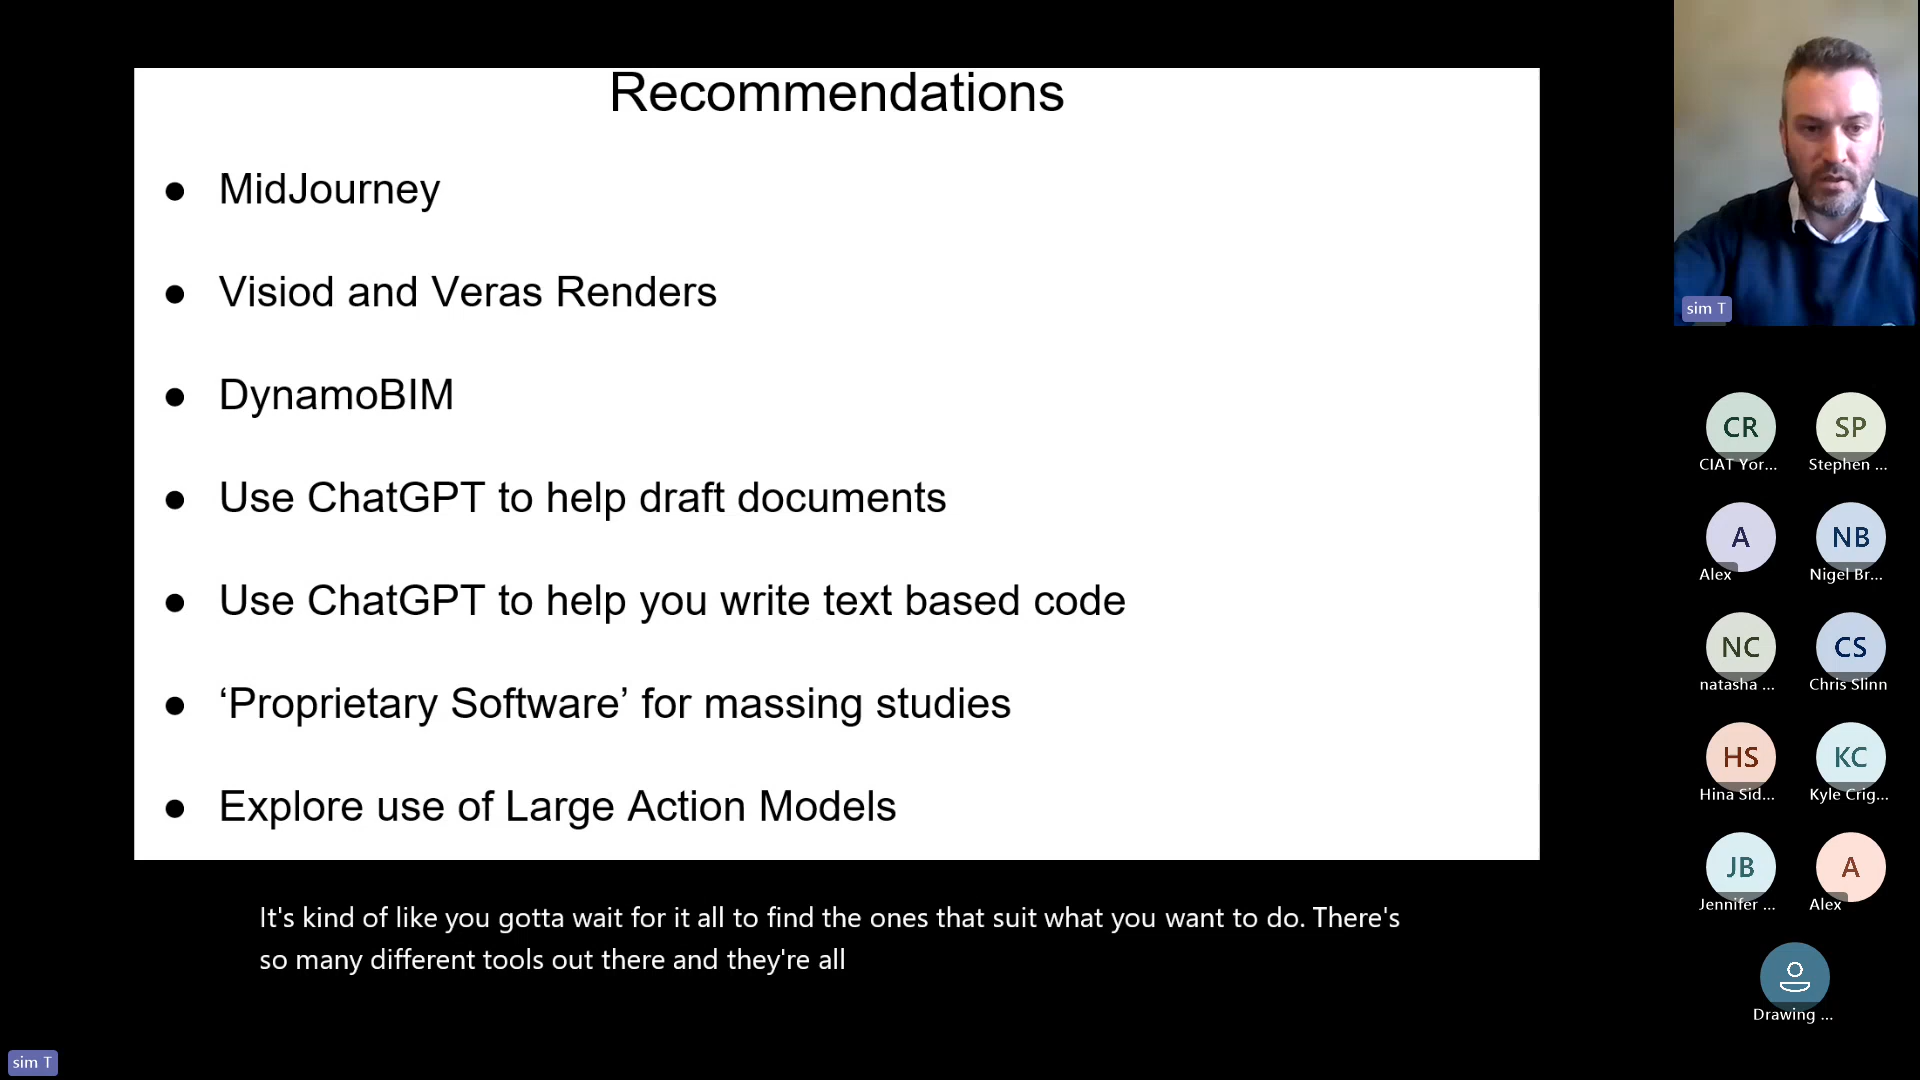 Recommendations
● MidJourney
● Visiod and Veras Renders
● DynamoBIM
● Use ChatGPT to help draft documents
● Use ChatGPT to help you write text based code
● ‘Proprietary Software’ for massing studies
● Explore use of Large Action Models
It's kind of like you gotta wait for it all to find the ones that suit what you want to do. There's
so many different tools out there and they're all
sim T
sim T
CR
CIAT Yor...
SP
Stephen ...
A
Alex
NB
Nigel Br...
NC
natasha ...
CS
Chris Slinn
HS
Hina Sid...
KC
Kyle Crig...
JB
Jennifer ...
A
Alex
Drawing ...